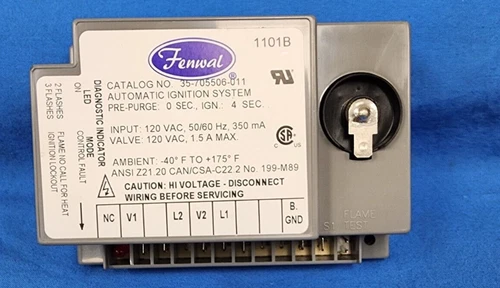 Fenwal
®
1101B
CATALOG NO. 35-705506-011
AUTOMATIC IGNITION SYSTEM
PRE-PURGE: 0 SEC, IGN.: 4 SEC.
INPUT: 120 VAC, 50/60 Hz, 350 mA
VALVE: 120 VAC, 1.5 A MAX.
AMBIENT: -40° F TO +175° F
ANSI Z21.20 CAN/CSA-C22.2 No. 199-M89
CAUTION: HI VOLTAGE - DISCONNECT
WIRING BEFORE SERVICING
NC V1 L2 V2 L1 B.
GND
DIAGNOSTIC INDICATOR
LED MODE
ON CONTROL FAULT
2 FLASHES FLAME NO CALL FOR HEAT
3 FLASHES IGNITION LOCKOUT
S1
FLAME
TEST